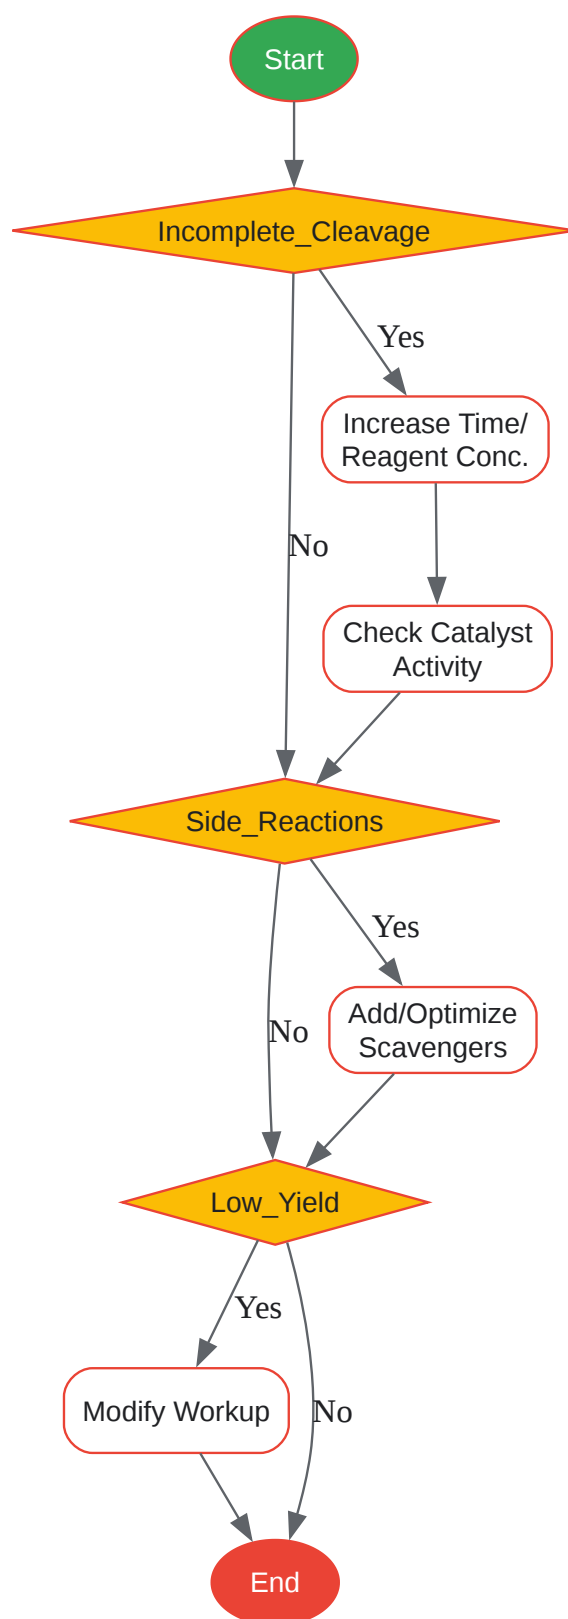 Start
Incomplete_Cleavage
Yes
Increase Time/
Reagent Conc.
No
Check Catalyst
Activity
Side_Reactions
Yes
Add/Optimize
Scavengers
No
Low_Yield
Yes
Modify Workup
No
End